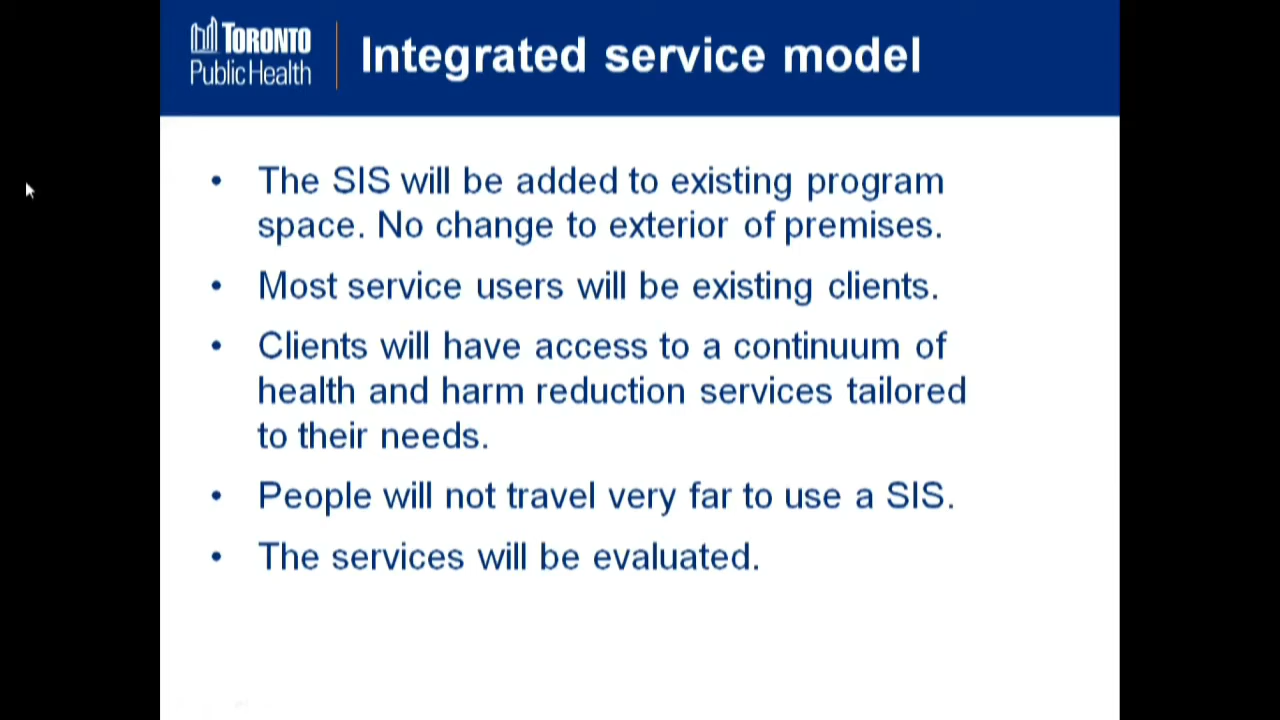 TORONTO
Public Health
Integrated service model
• The SIS will be added to existing program
space. No change to exterior of premises.
• Most service users will be existing clients.
• Clients will have access to a continuum of
health and harm reduction services tailored
to their needs.
• People will not travel very far to use a SIS.
• The services will be evaluated.